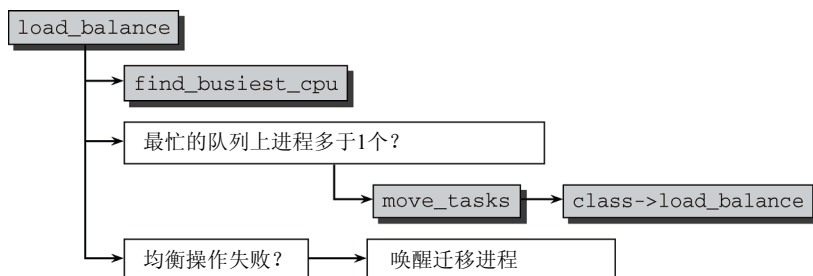 load_balance
find_busiest_cpu
最忙的队列上进程多于1个?
move_tasks
class->load_balance
均衡操作失败?
唤醒迁移进程